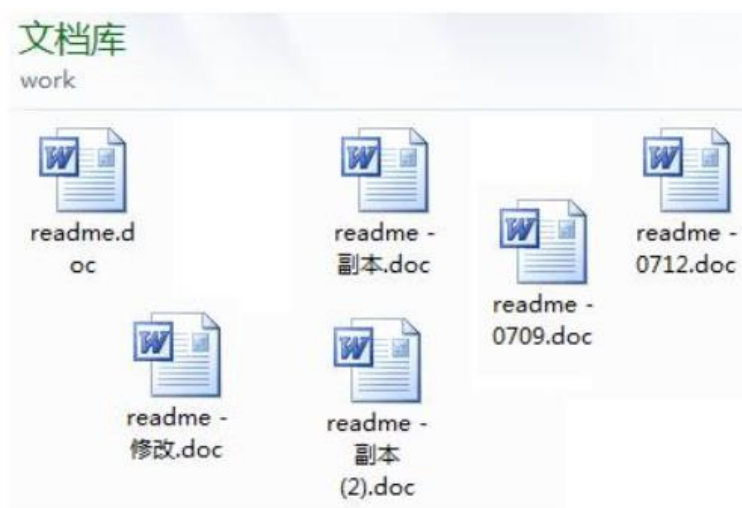 文档库
work
readme.d
oc
readme -
副本.doc
readme -
0709.doc
readme -
0712.doc
readme -
修改.doc
readme -
副本
(2).doc